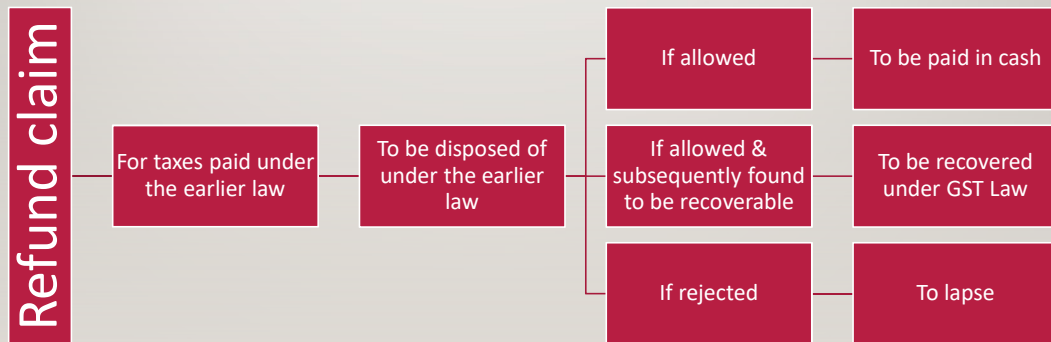 Refund claim
For taxes paid under
the earlier law
To be disposed of
under the earlier
law
If allowed
To be paid in cash
If allowed &
subsequently found
to be recoverable
To be recovered
under GST Law
If rejected
To lapse